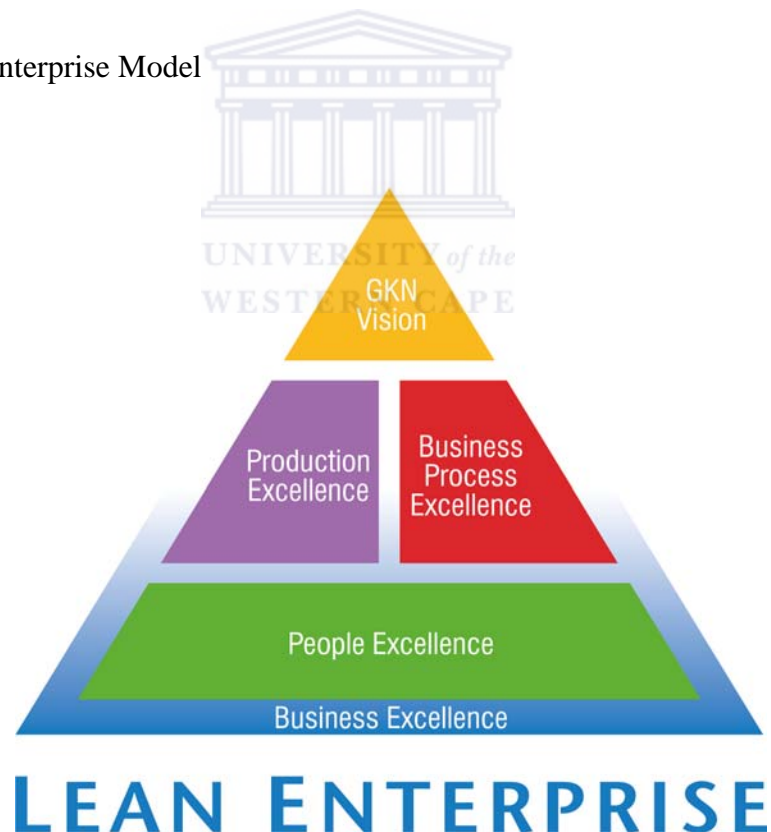 nterprise Model
UNIVERSITY of the
WESTERN CAPE
GKN
Vision
Production
Excellence
Business
Process
Excellence
People Excellence
Business Excellence
LEAN ENTERPRISE